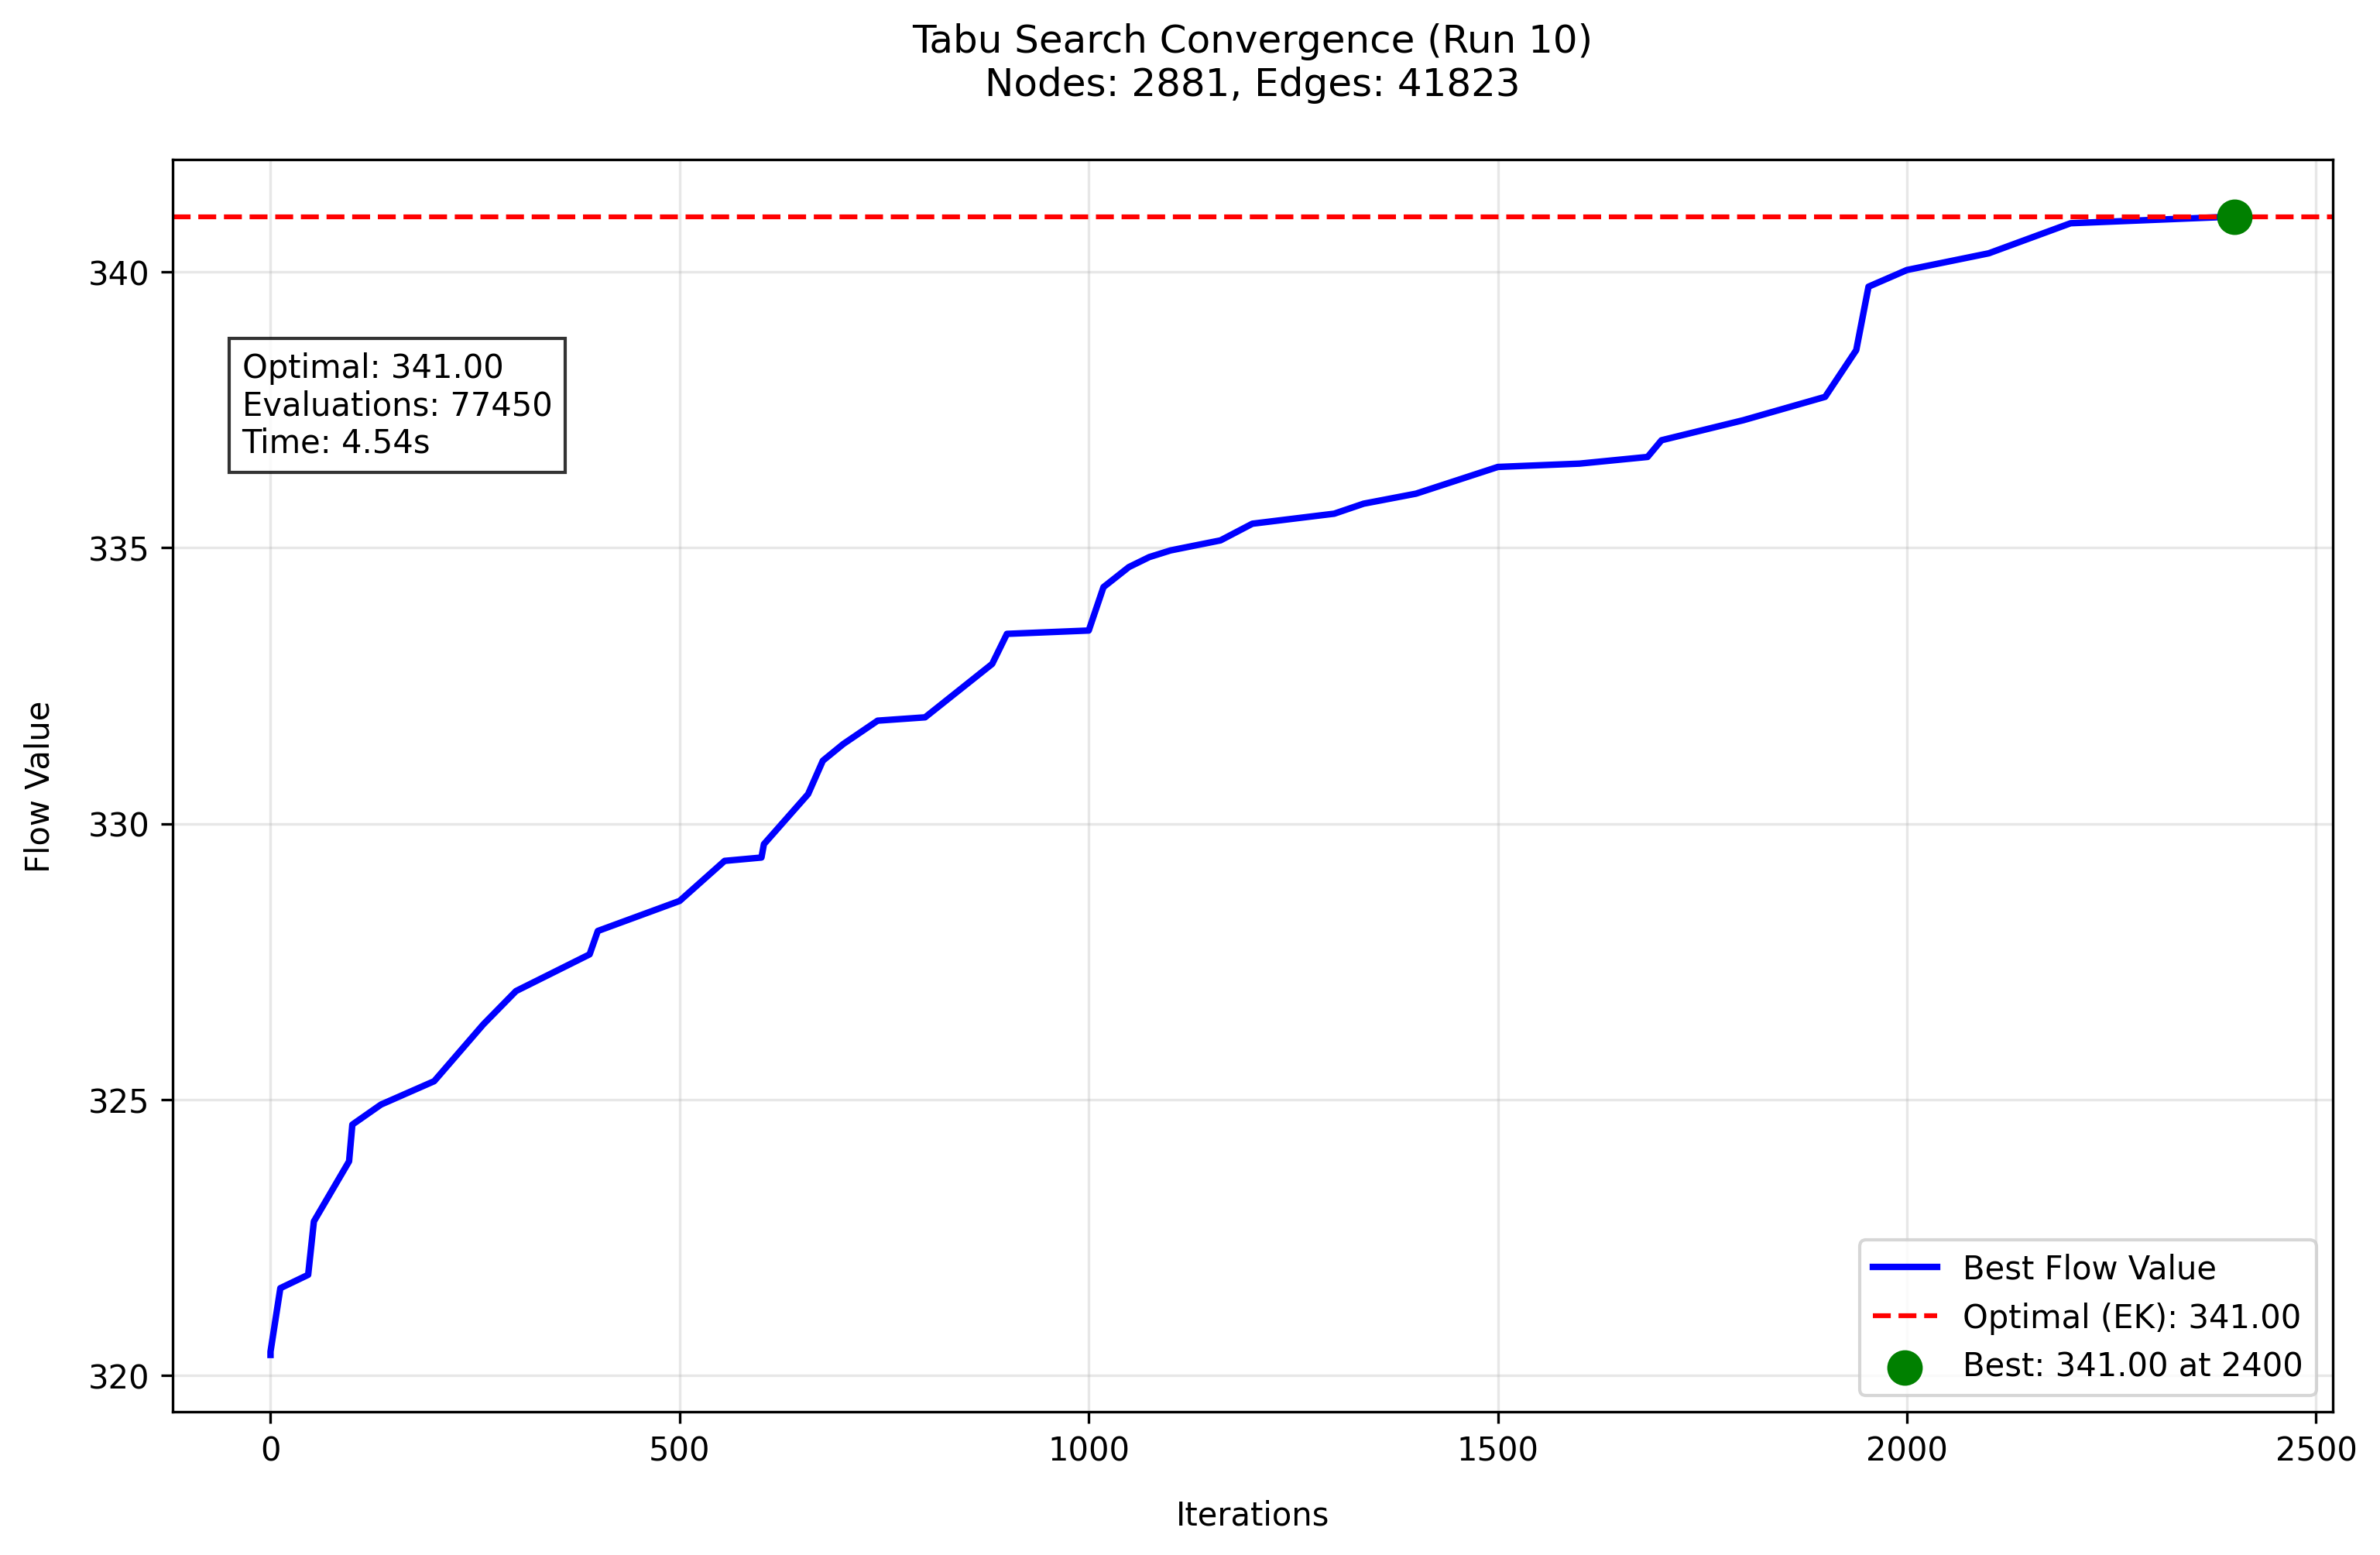 Tabu Search Convergence (Run 10)
Nodes: 2881, Edges: 41823
Optimal: 341.00
Evaluations: 77450
Time: 4.54s
Flow Value
340
335
330
325
320
Best Flow Value
Optimal (EK): 341.00
Best: 341.00 at 2400
0
500
1000
1500
2000
2500
Iterations